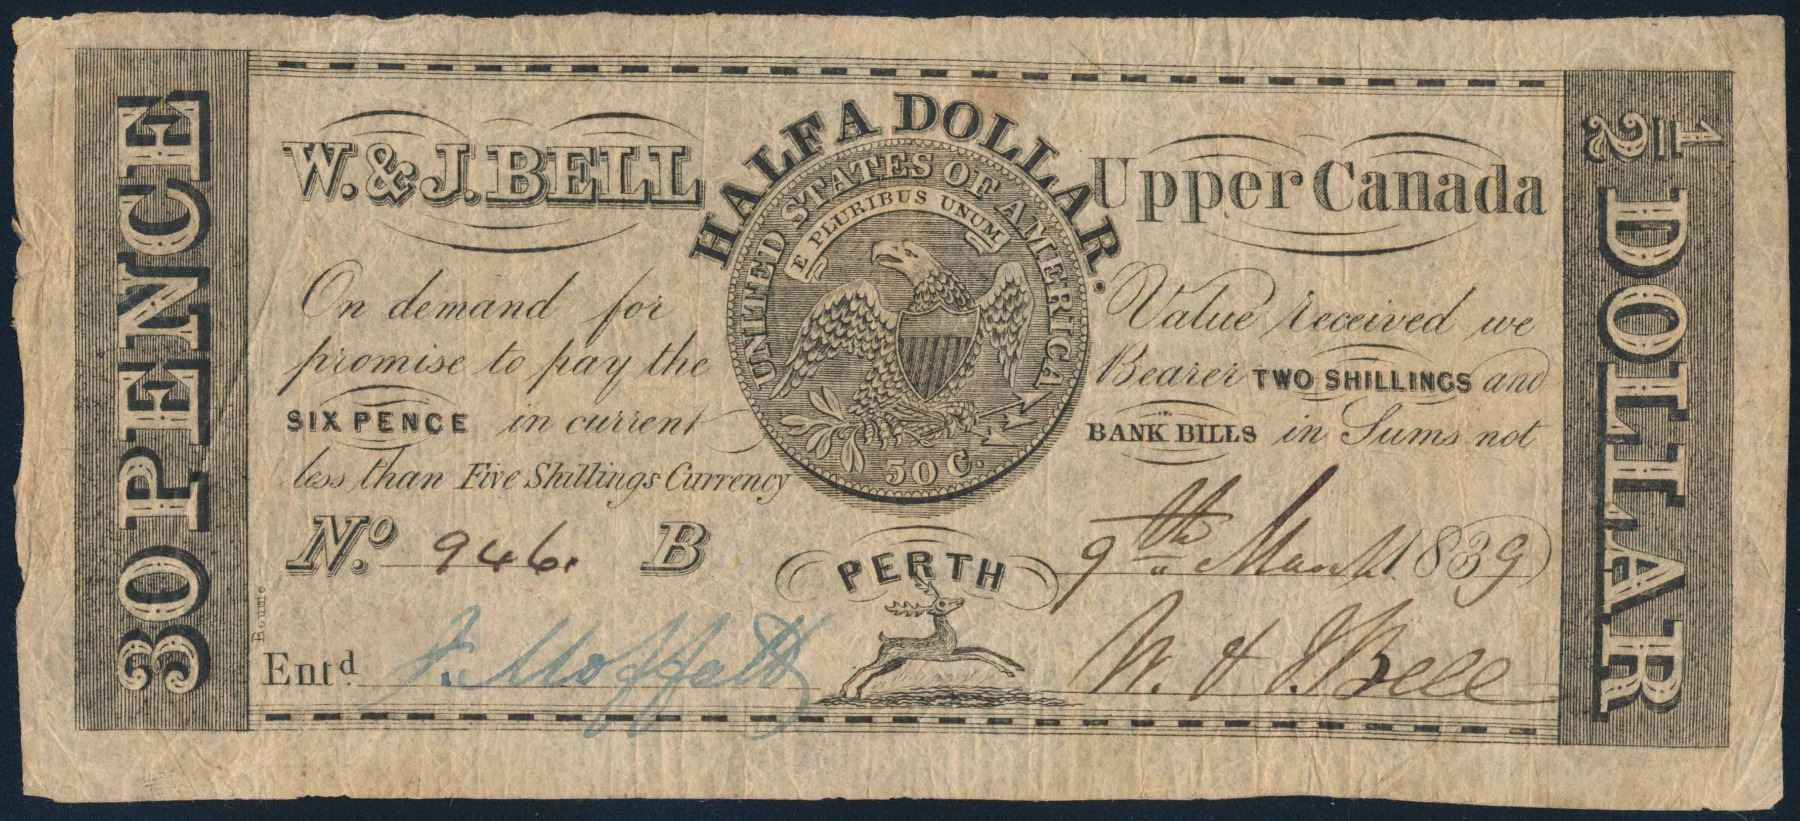 30 PENCE
HALF A DOLLAR.
W. & J. BELL Upper Canada
UNITED STATES OF AMERICA
E PLURIBUS UNUM
50 C.
On demand for Value received we
promise to pay the Bearer TWO SHILLINGS and
SIX PENCE in current BANK BILLS in Sums not
less than Five Shillings Currency
No. 946. B PERTH 9th March 1839
Bourne
Entd. J. Moffatt W. & J. Bell
1/2 DOLLAR